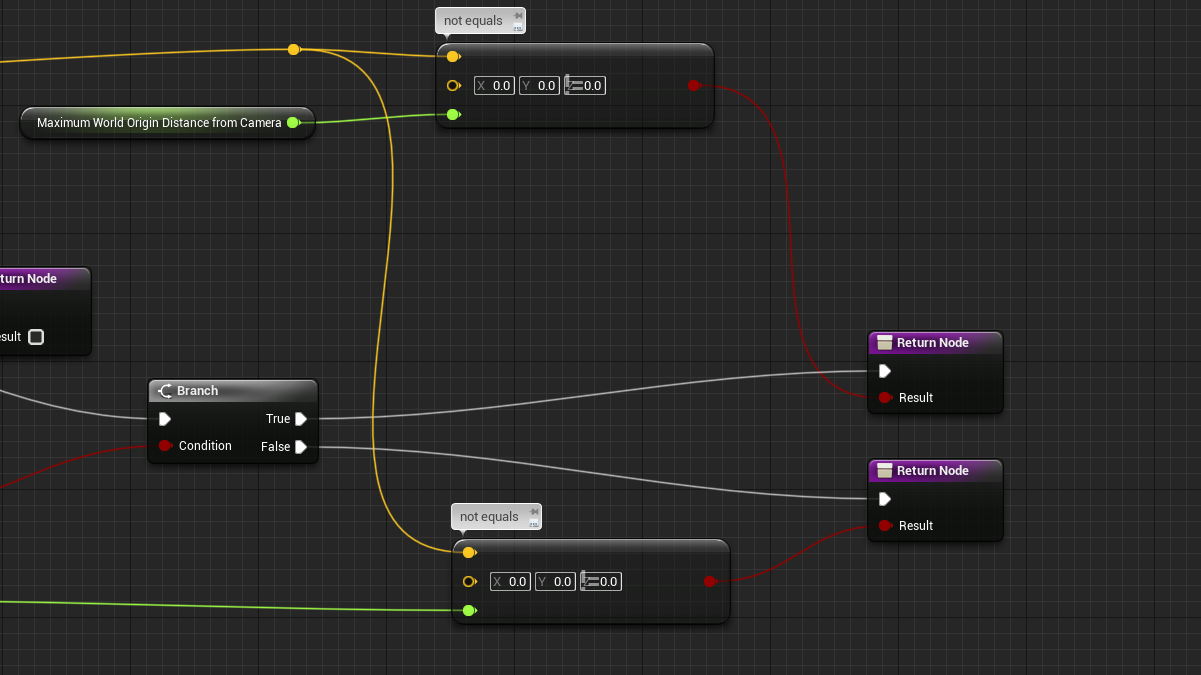 not equals
X 0.0 Y 0.0 0.0
Maximum World Origin Distance from Camera
turn Node
esult
Return Node
Result
Branch
True
Condition
False
Return Node
Result
not equals
X 0.0 Y 0.0 0.0